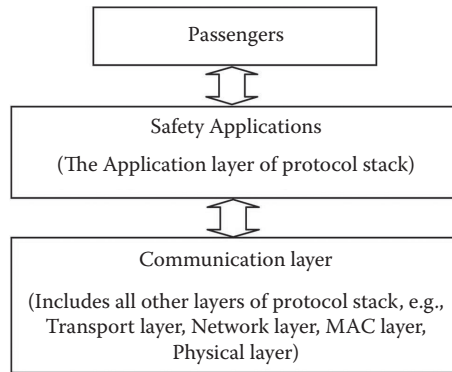 Passengers
Safety Applications
(The Application layer of protocol stack)
Communication layer
(Includes all other layers of protocol stack, e.g.,
Transport layer, Network layer, MAC layer,
Physical layer)